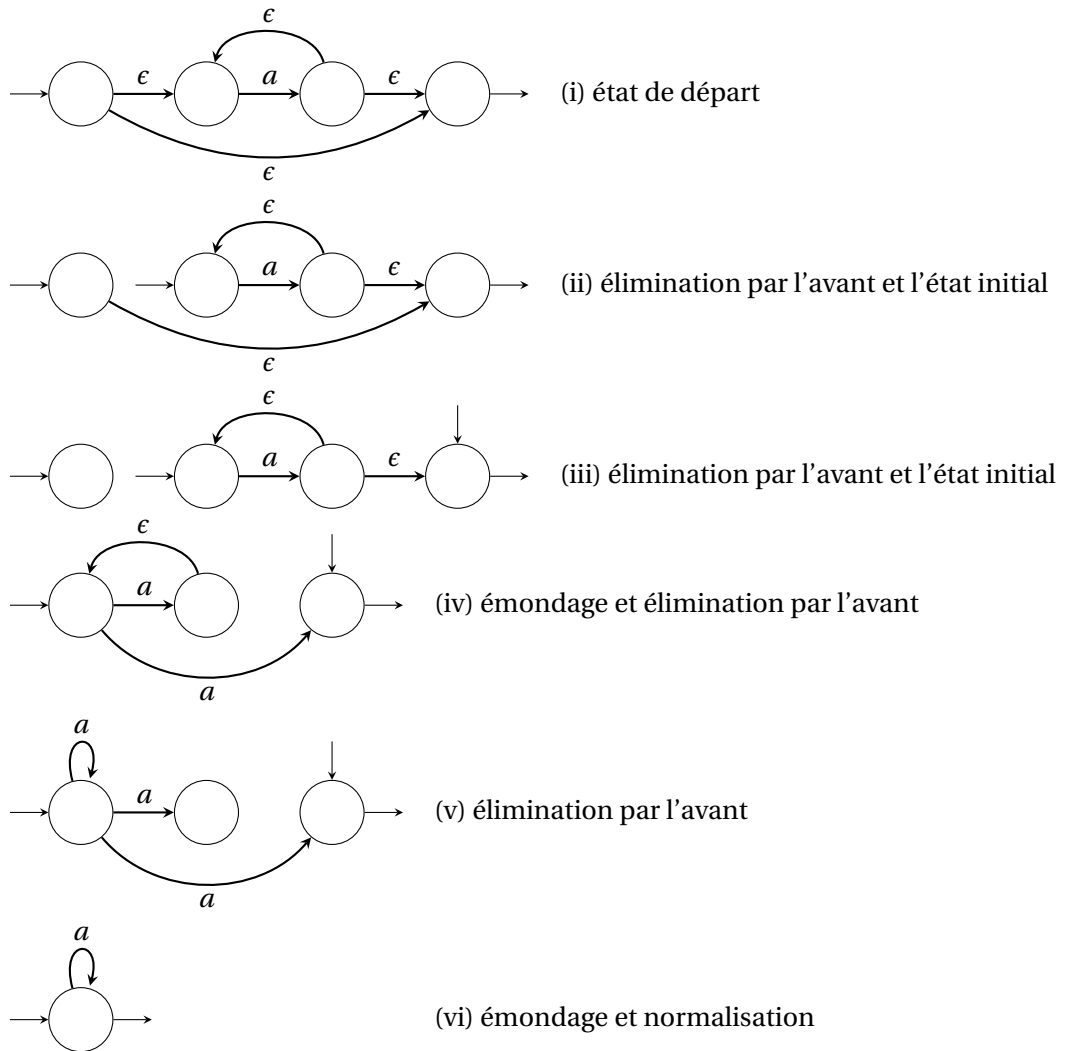 ϵ
ϵ a ϵ (i) état de départ
ϵ
ϵ
a ϵ (ii) élimination par l'avant et l'état initial
ϵ
ϵ
a ϵ (iii) élimination par l'avant et l'état initial
ϵ
a (iv) émondage et élimination par l'avant
a
a
a (v) élimination par l'avant
a
a
(vi) émondage et normalisation